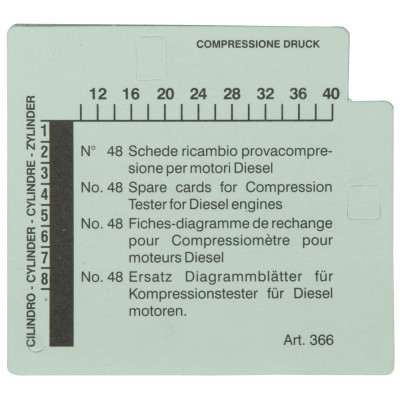 COMPRESSIONE DRUCK
12 16 20 24 28 32 36 40
CILINDRO - CYLINDER - CYLINDRE - ZYLINDER
1
2
3
4
5
6
7
8
N° 48 Schede ricambio provacompre-
sione per motori Diesel
No. 48 Spare cards for Compression
Tester for Diesel engines
No. 48 Fiches-diagramme de rechange
pour Compressiomètre pour
moteurs Diesel
No. 48 Ersatz Diagrammblätter für
Kompressionstester für Diesel
motoren.
Art. 366